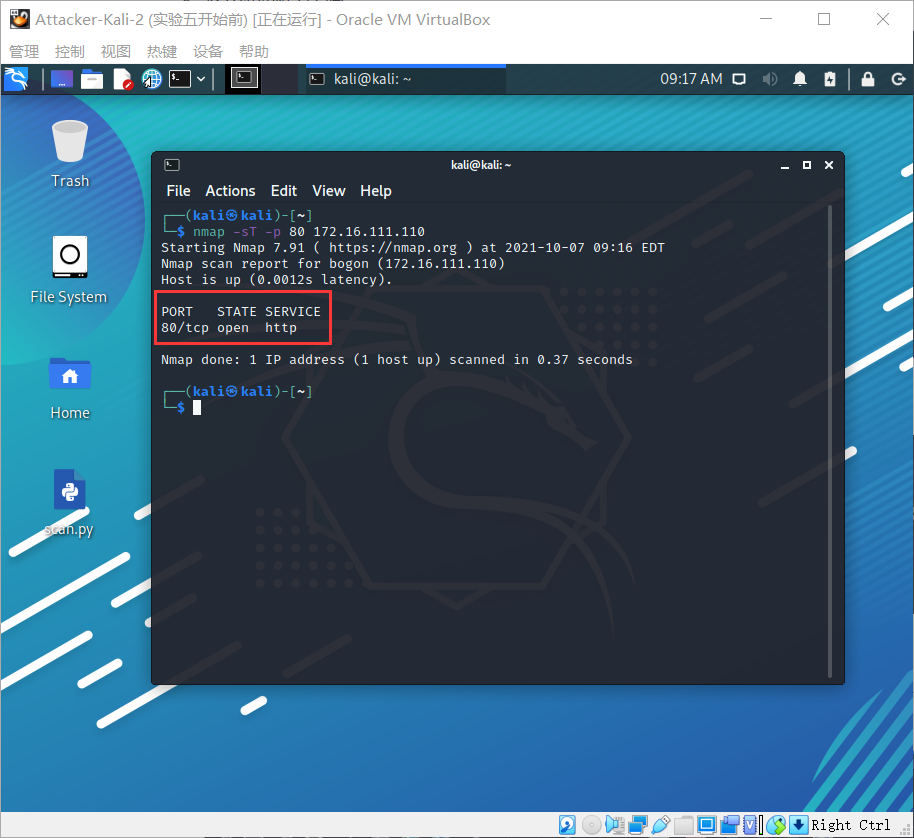 Attacker-Kali-2 (实验五开始前) [正在运行] - Oracle VM VirtualBox
管理 控制 视图 热键 设备 帮助
kali@kali: ~ 09:17 AM
Trash
File System
Home
scan.py
kali@kali: ~
File Actions Edit View Help
┌──(kali㉿kali)-[~]
└─$ nmap -sT -p 80 172.16.111.110
Starting Nmap 7.91 ( https://nmap.org ) at 2021-10-07 09:16 EDT
Nmap scan report for bogon (172.16.111.110)
Host is up (0.0012s latency).
PORT STATE SERVICE
80/tcp open http
Nmap done: 1 IP address (1 host up) scanned in 0.37 seconds
┌──(kali㉿kali)-[~]
└─$
Right Ctrl